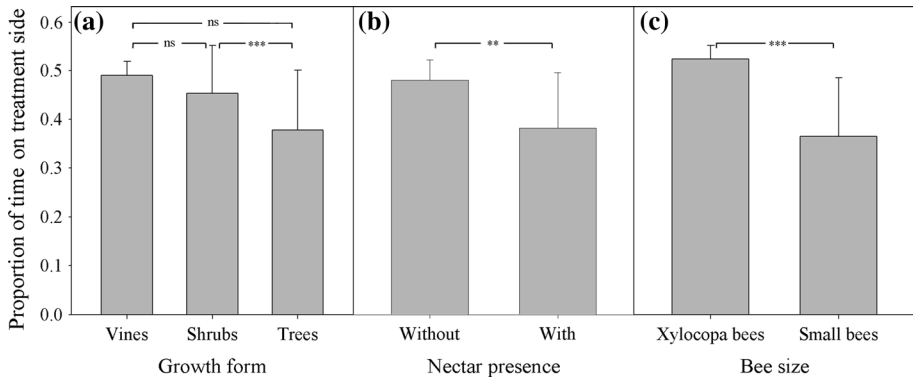 Proportion of time on treatment side
0.6
0.5
0.4
0.3
0.2
0.1
0.0
(a)
ns
ns
***
Vines Shrubs Trees
Growth form
(b)
**
Without With
Nectar presence
(c)
***
Xylocopa bees Small bees
Bee size